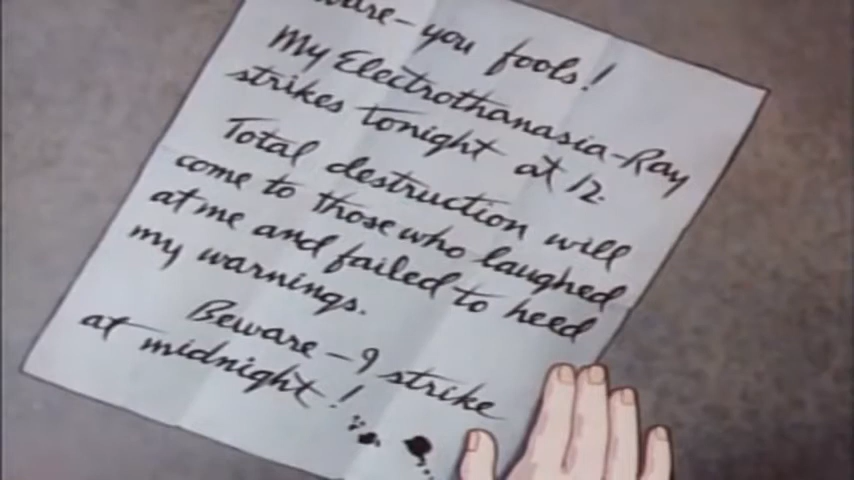 ware—you fools!
My Electrothanasia-Ray
strikes tonight at 12.
Total destruction will
come to those who laughed
at me and failed to heed
my warnings.
Beware—I strike
at midnight!